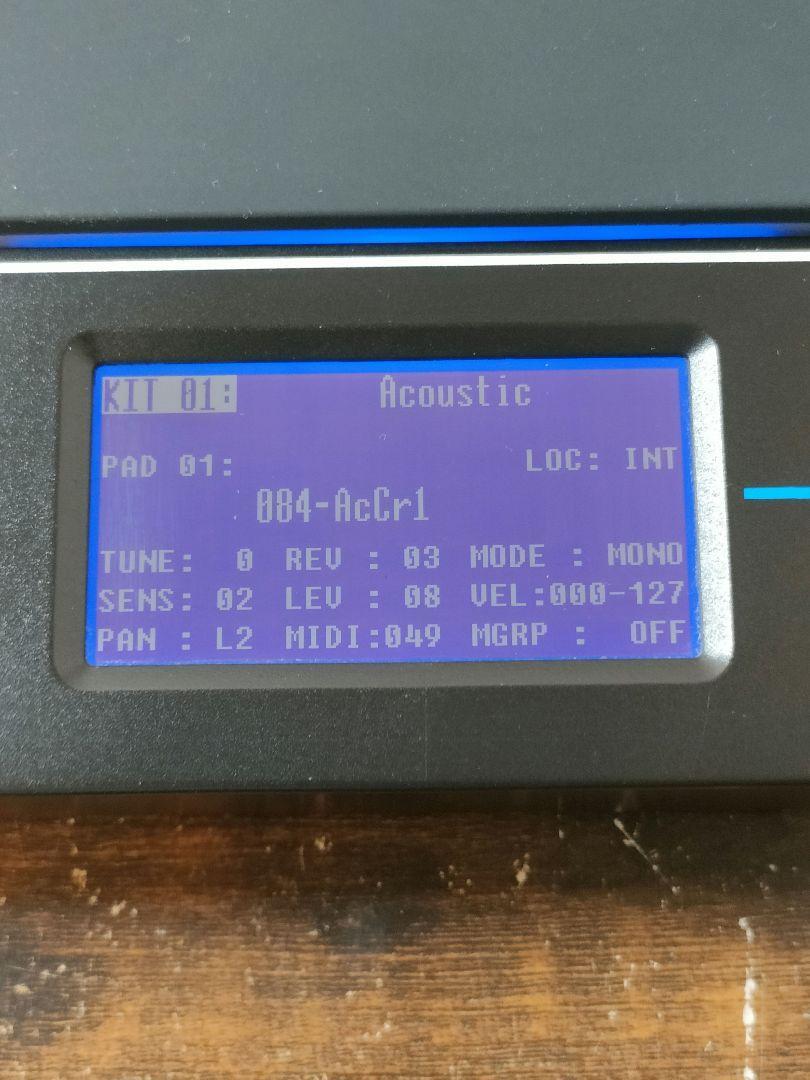 KIT 01: Acoustic
PAD 01: LOC: INT
084-AcCr1
TUNE: 0 REV : 03 MODE : MONO
SENS: 02 LEV : 08 VEL:000-127
PAN : L2 MIDI:049 MGRP : OFF